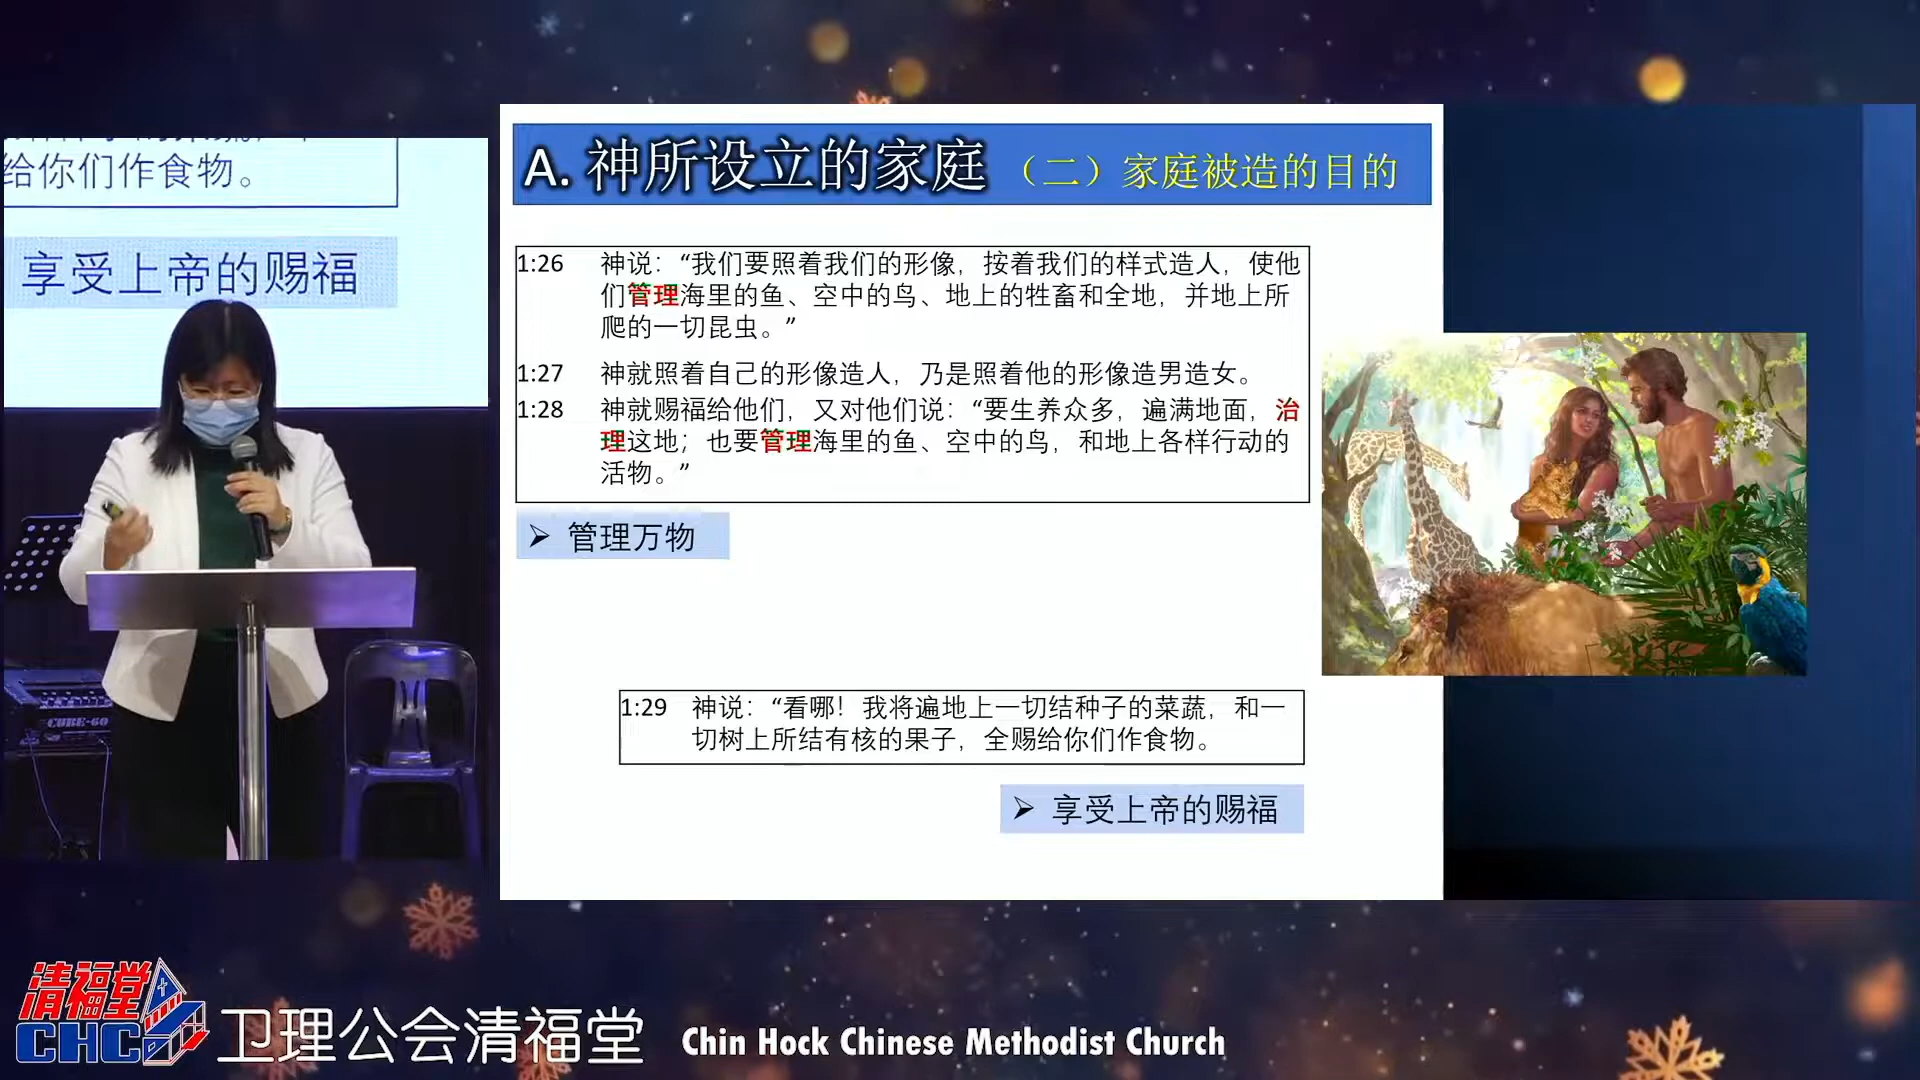 给你们作食物。
享受上帝的赐福
CUBE-60
A. 神所设立的家庭 （二）家庭被造的目的
1:26 神说：“我们要照着我们的形像，按着我们的样式造人，使他
们管理海里的鱼、空中的鸟、地上的牲畜和全地，并地上所
爬的一切昆虫。”
1:27 神就照着自己的形像造人，乃是照着他的形像造男造女。
1:28 神就赐福给他们，又对他们说：“要生养众多，遍满地面，治
理这地；也要管理海里的鱼、空中的鸟，和地上各样行动的
活物。”
➢ 管理万物
1:29 神说：“看哪！我将遍地上一切结种子的菜蔬，和一
切树上所结有核的果子，全赐给你们作食物。
➢ 享受上帝的赐福
清福堂
CHC
卫理公会清福堂 Chin Hock Chinese Methodist Church